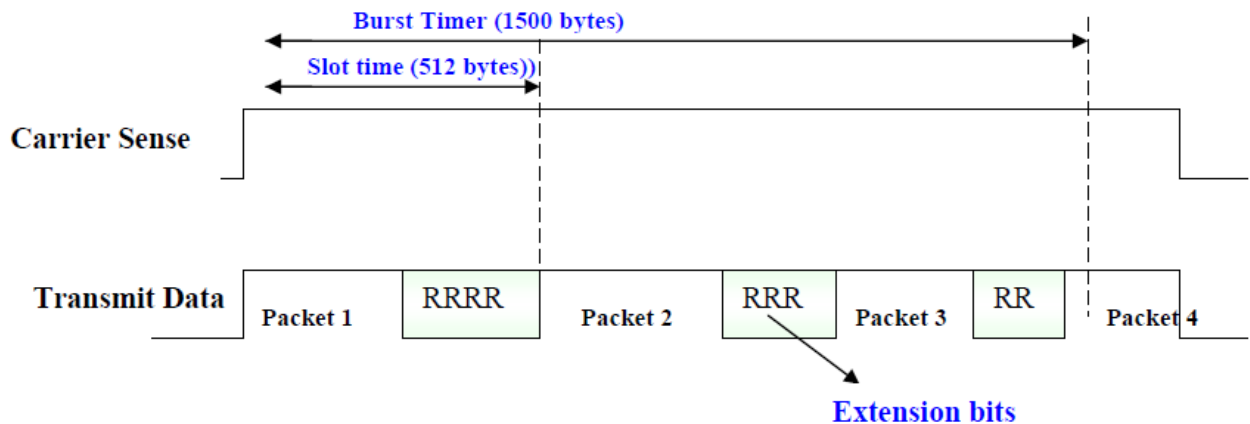 Burst Timer (1500 bytes)
Slot time (512 bytes))
Carrier Sense
Transmit Data
Packet 1
RRRR
Packet 2
RRR
Packet 3
RR
Packet 4
Extension bits